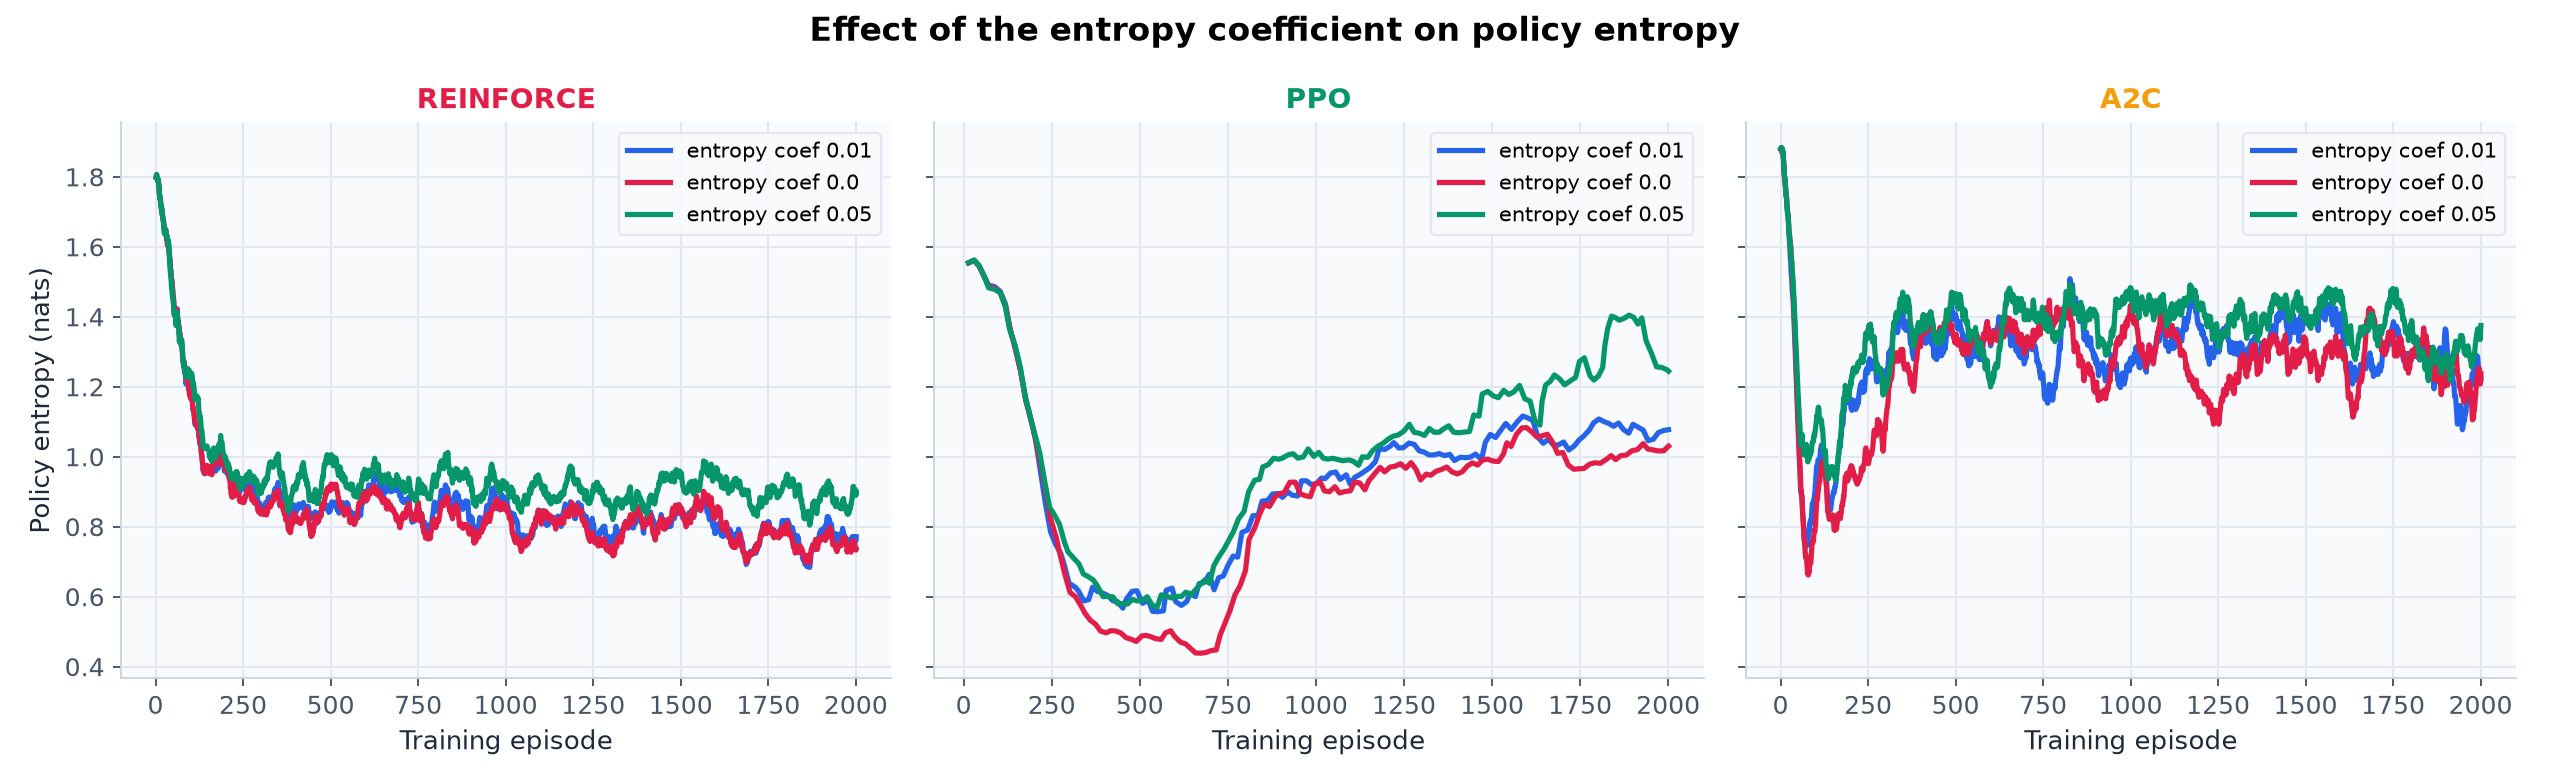 Effect of the entropy coefficient on policy entropy
REINFORCE
PPO
A2C
Policy entropy (nats)
1.8
1.6
1.4
1.2
1.0
0.8
0.6
0.4
entropy coef 0.01
entropy coef 0.0
entropy coef 0.05
entropy coef 0.01
entropy coef 0.0
entropy coef 0.05
entropy coef 0.01
entropy coef 0.0
entropy coef 0.05
0 250 500 750 1000 1250 1500 1750 2000
0 250 500 750 1000 1250 1500 1750 2000
0 250 500 750 1000 1250 1500 1750 2000
Training episode
Training episode
Training episode